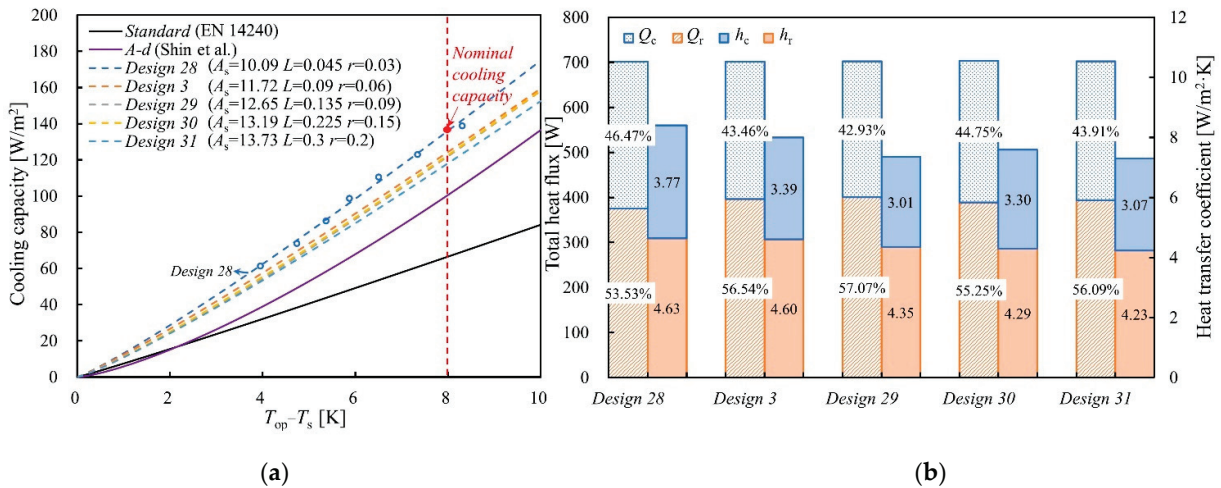 200
180
160
140
120
100
80
60
40
20
0
Cooling capacity [W/m²]
Standard (EN 14240)
A-d (Shin et al.)
Design 28 (Aₛ=10.09 L=0.045 r=0.03)
Design 3 (Aₛ=11.72 L=0.09 r=0.06)
Design 29 (Aₛ=12.65 L=0.135 r=0.09)
Design 30 (Aₛ=13.19 L=0.225 r=0.15)
Design 31 (Aₛ=13.73 L=0.3 r=0.2)
Nominal
cooling
capacity
Design 28
0 2 4 6 8 10
Top–Ts [K]
(a)
800
700
600
500
400
300
200
100
0
Total heat flux [W]
Qc Qr hc hr
46.47% 43.46% 42.93% 44.75% 43.91%
3.77 3.39 3.01 3.30 3.07
53.53% 56.54% 57.07% 55.25% 56.09%
4.63 4.60 4.35 4.29 4.23
Design 28 Design 3 Design 29 Design 30 Design 31
12
10
8
6
4
2
0
Heat transfer coefficient [W/m²·K]
(b)